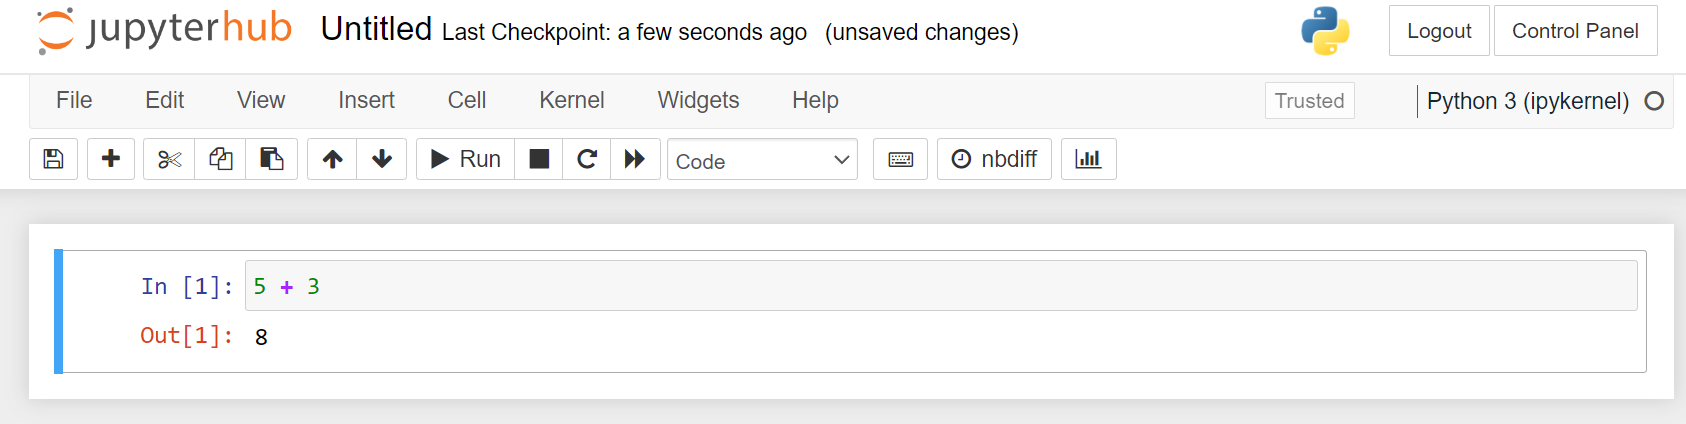 jupyterhub Untitled Last Checkpoint: a few seconds ago (unsaved changes) Logout Control Panel
File Edit View Insert Cell Kernel Widgets Help Trusted Python 3 (ipykernel)
Run Code nbdiff
In [1]: 5 + 3
Out[1]: 8